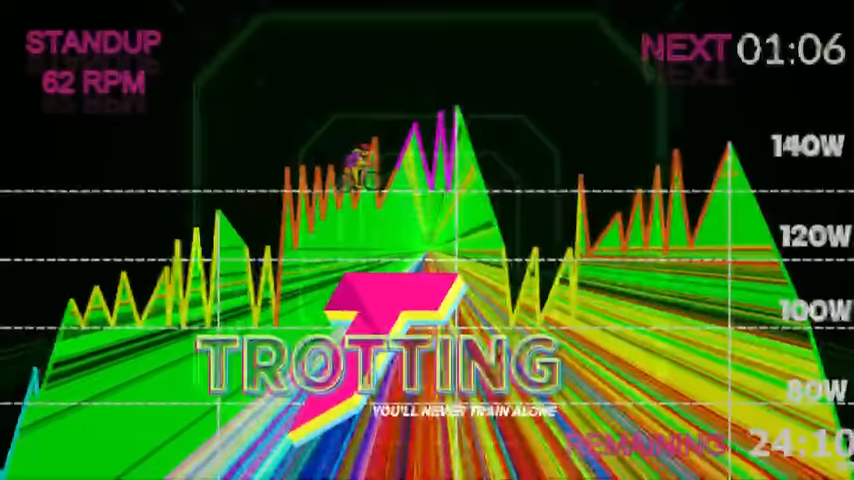 STANDUP
62 RPM
NEXT 01:06
140W
120W
100W
80W
TROTTING
YOU'LL NEVER TRAIN ALONE
REMAINING 24:10